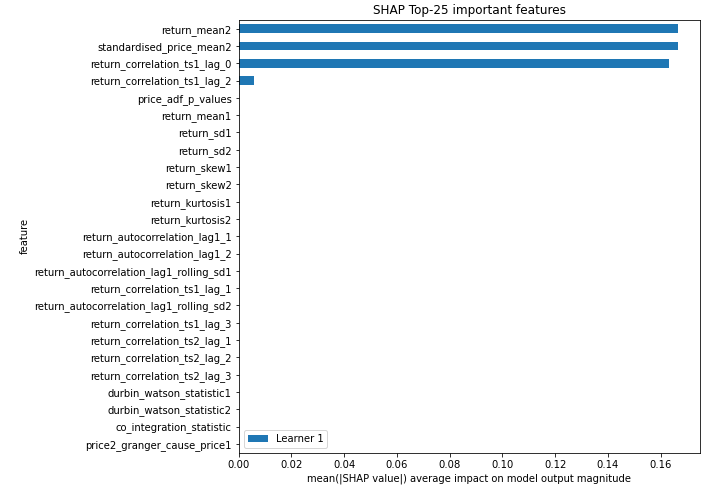 SHAP Top-25 important features
return_mean2
standardised_price_mean2
return_correlation_ts1_lag_0
return_correlation_ts1_lag_2
price_adf_p_values
return_mean1
return_sd1
return_sd2
return_skew1
return_skew2
return_kurtosis1
return_kurtosis2
return_autocorrelation_lag1_1
return_autocorrelation_lag1_2
return_autocorrelation_lag1_rolling_sd1
return_correlation_ts1_lag_1
return_autocorrelation_lag1_rolling_sd2
return_correlation_ts1_lag_3
return_correlation_ts2_lag_1
return_correlation_ts2_lag_2
return_correlation_ts2_lag_3
durbin_watson_statistic1
durbin_watson_statistic2
co_integration_statistic
price2_granger_cause_price1
feature
Learner 1
0.00 0.02 0.04 0.06 0.08 0.10 0.12 0.14 0.16
mean(|SHAP value|) average impact on model output magnitude